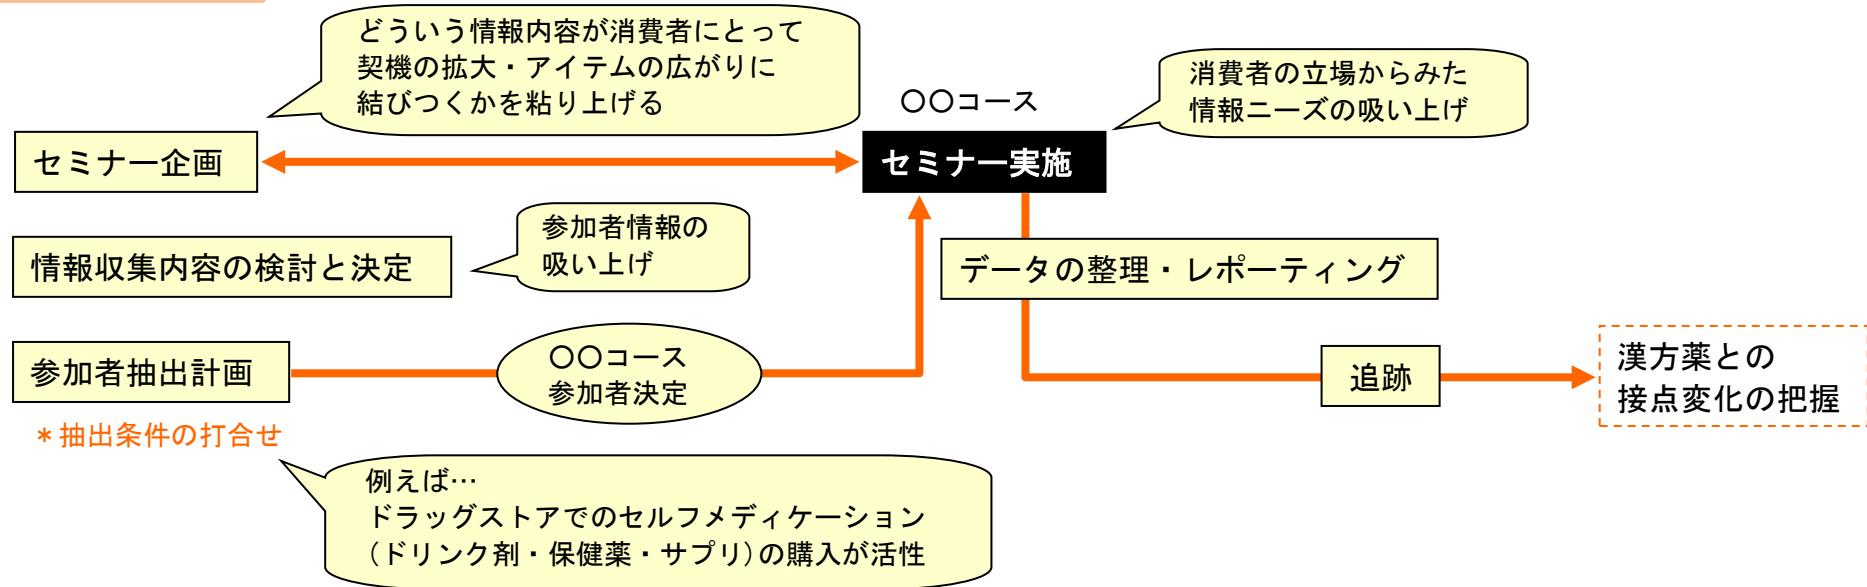 どういう情報内容が消費者にとって
契機の拡大・アイテムの広がりに
結びつくかを粘り上げる
〇〇コース
消費者の立場からみた
情報ニーズの吸い上げ
セミナー企画
セミナー実施
参加者情報の
吸い上げ
情報収集内容の検討と決定
データの整理・レポーティング
参加者抽出計画
〇〇コース
参加者決定
追跡
漢方薬との
接点変化の把握
＊抽出条件の打合せ
例えば…
ドラッグストアでのセルフメディケーション
（ドリンク剤・保健薬・サプリ）の購入が活性